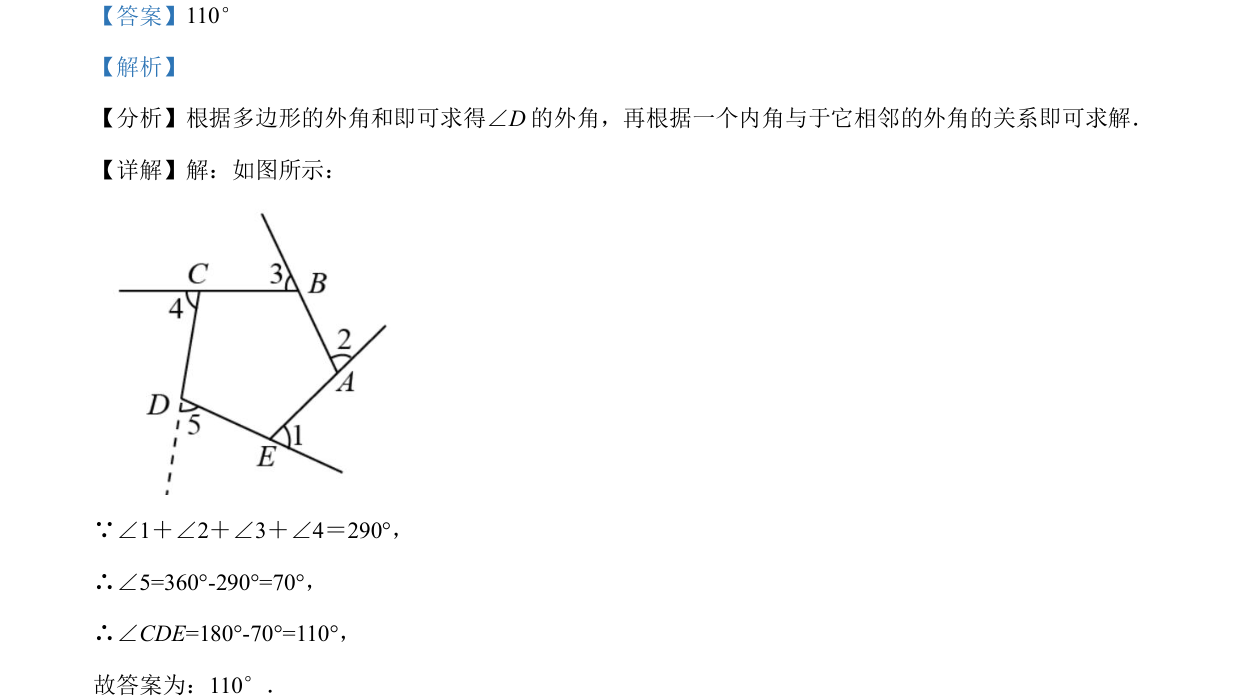 【答案】110°
【解析】
【分析】根据多边形的外角和即可求得∠D 的外角，再根据一个内角与于它相邻的外角的关系即可求解．
【详解】解：如图所示：
C 3 B
4
2
A
D 5
1
E
∵∠1＋∠2＋∠3＋∠4＝290°，
∴∠5=360°-290°=70°，
∴∠CDE=180°-70°=110°，
故答案为：110°．